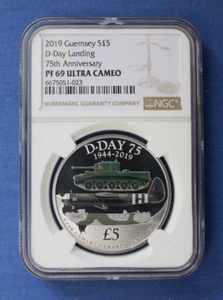 2019 Guernsey S£5
D-Day Landing
75th Anniversary
PF 69 ULTRA CAMEO
6675051-023
NGC
NUMISMATIC GUARANTY COMPANY
D-DAY 75
1944-2019
£5